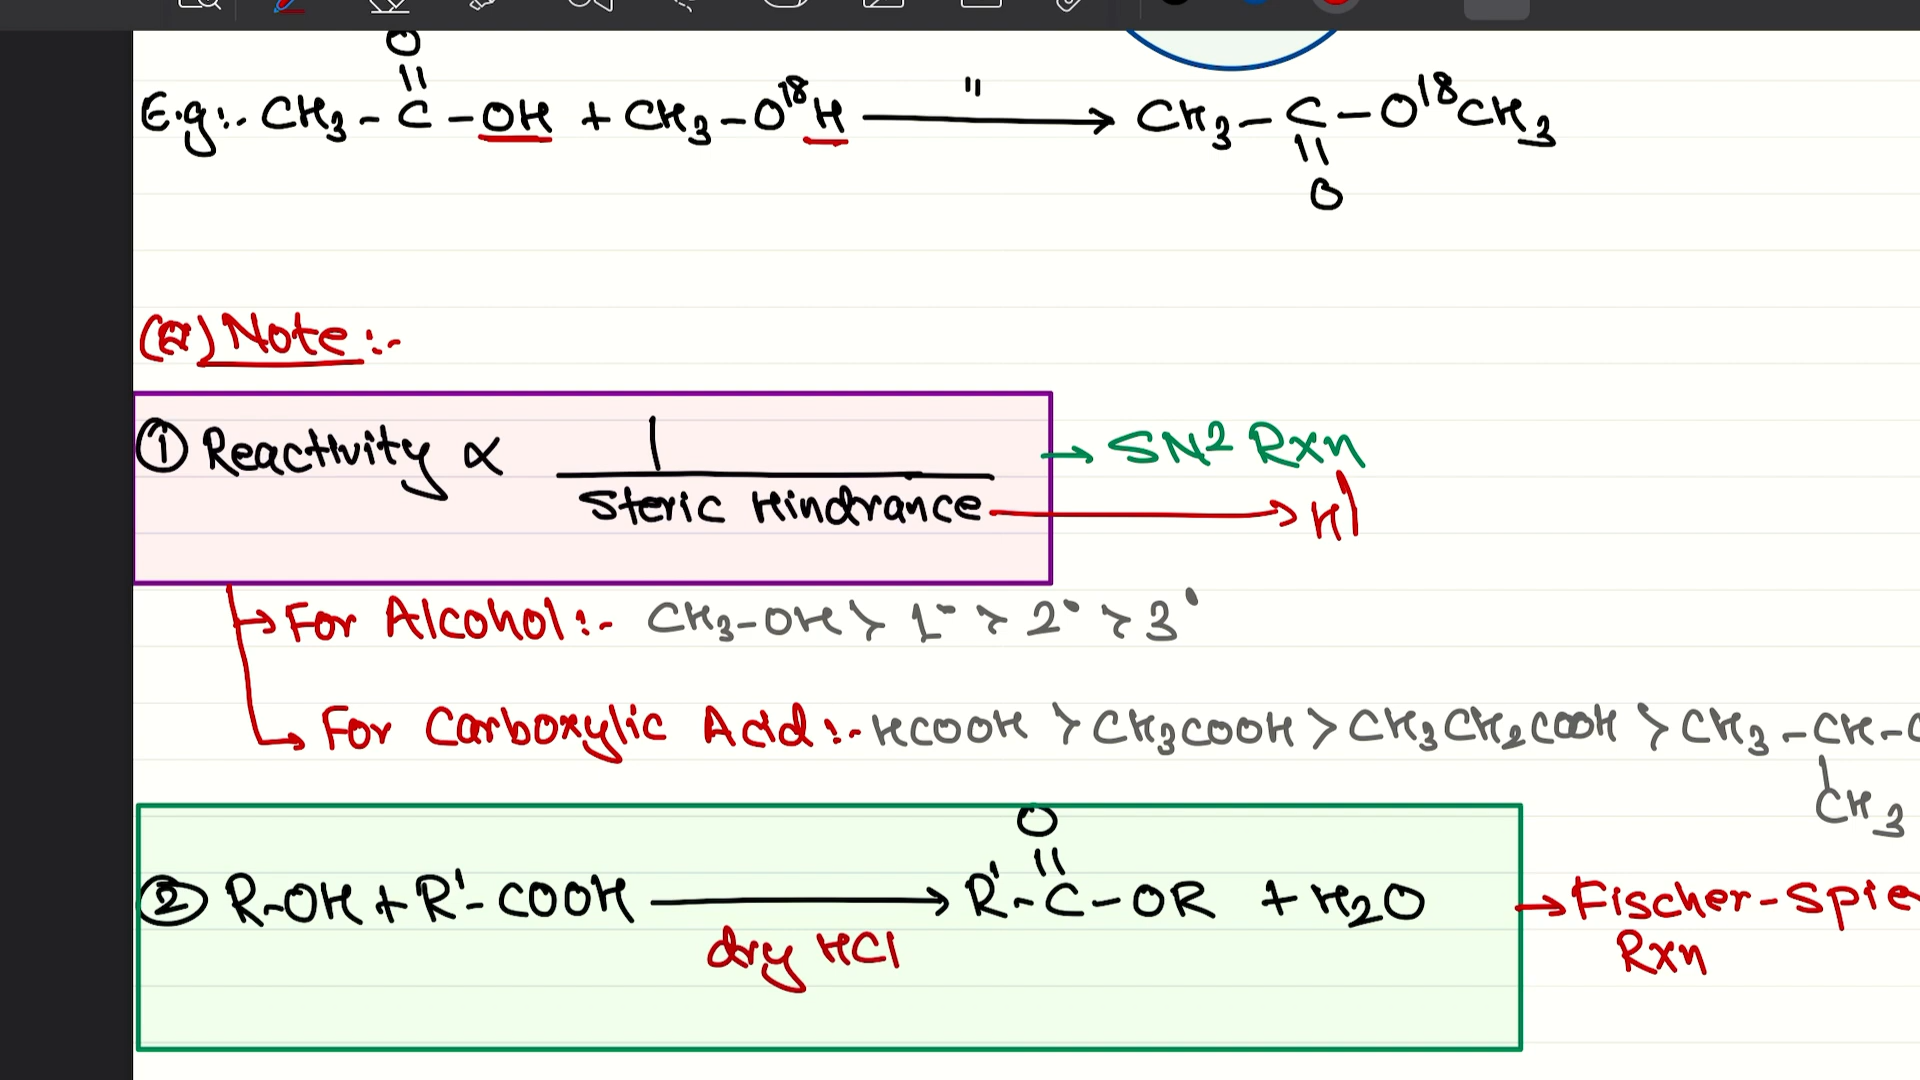 O
||
E.g:- CH₃-C-OH + CH₃-O¹⁸H —"→ CH₃-C-O¹⁸CH₃
||
O
(Q) Note:-
① Reactivity ∝ 1
Steric Hindrance
→ SN² Rxn
→ H
→ For Alcohol:- CH₃-OH > 1° > 2° > 3°
→ For Carboxylic Acid:- HCOOH > CH₃COOH > CH₃CH₂COOH > CH₃-CH-C
|
CH₃
O
||
② R-OH + R'-COOH ⟶ R'-C-OR + H₂O
dry HCl
→ Fischer-Spie
Rxn